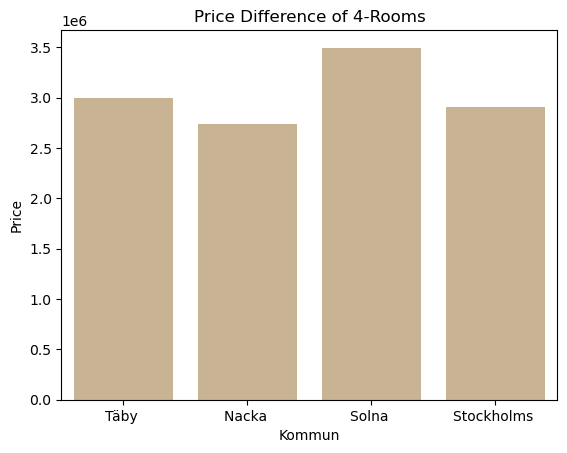 Price Difference of 4-Rooms
1e6
3.5
3.0
2.5
2.0
1.5
1.0
0.5
0.0
Price
Täby
Nacka
Solna
Stockholms
Kommun